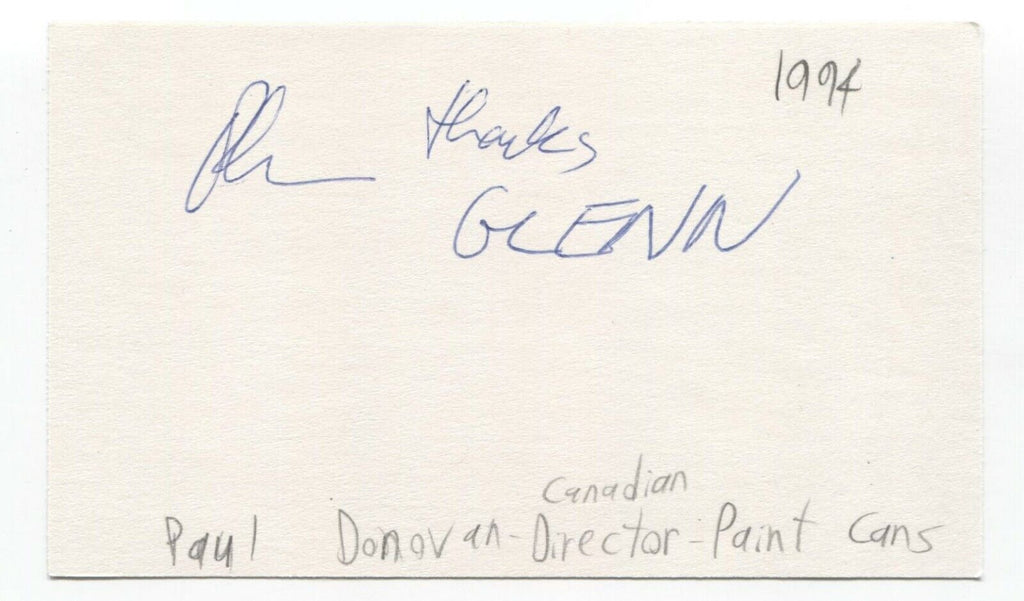 1994
thanks
GLENN
Canadian
Paul Donovan - Director - Paint Cans